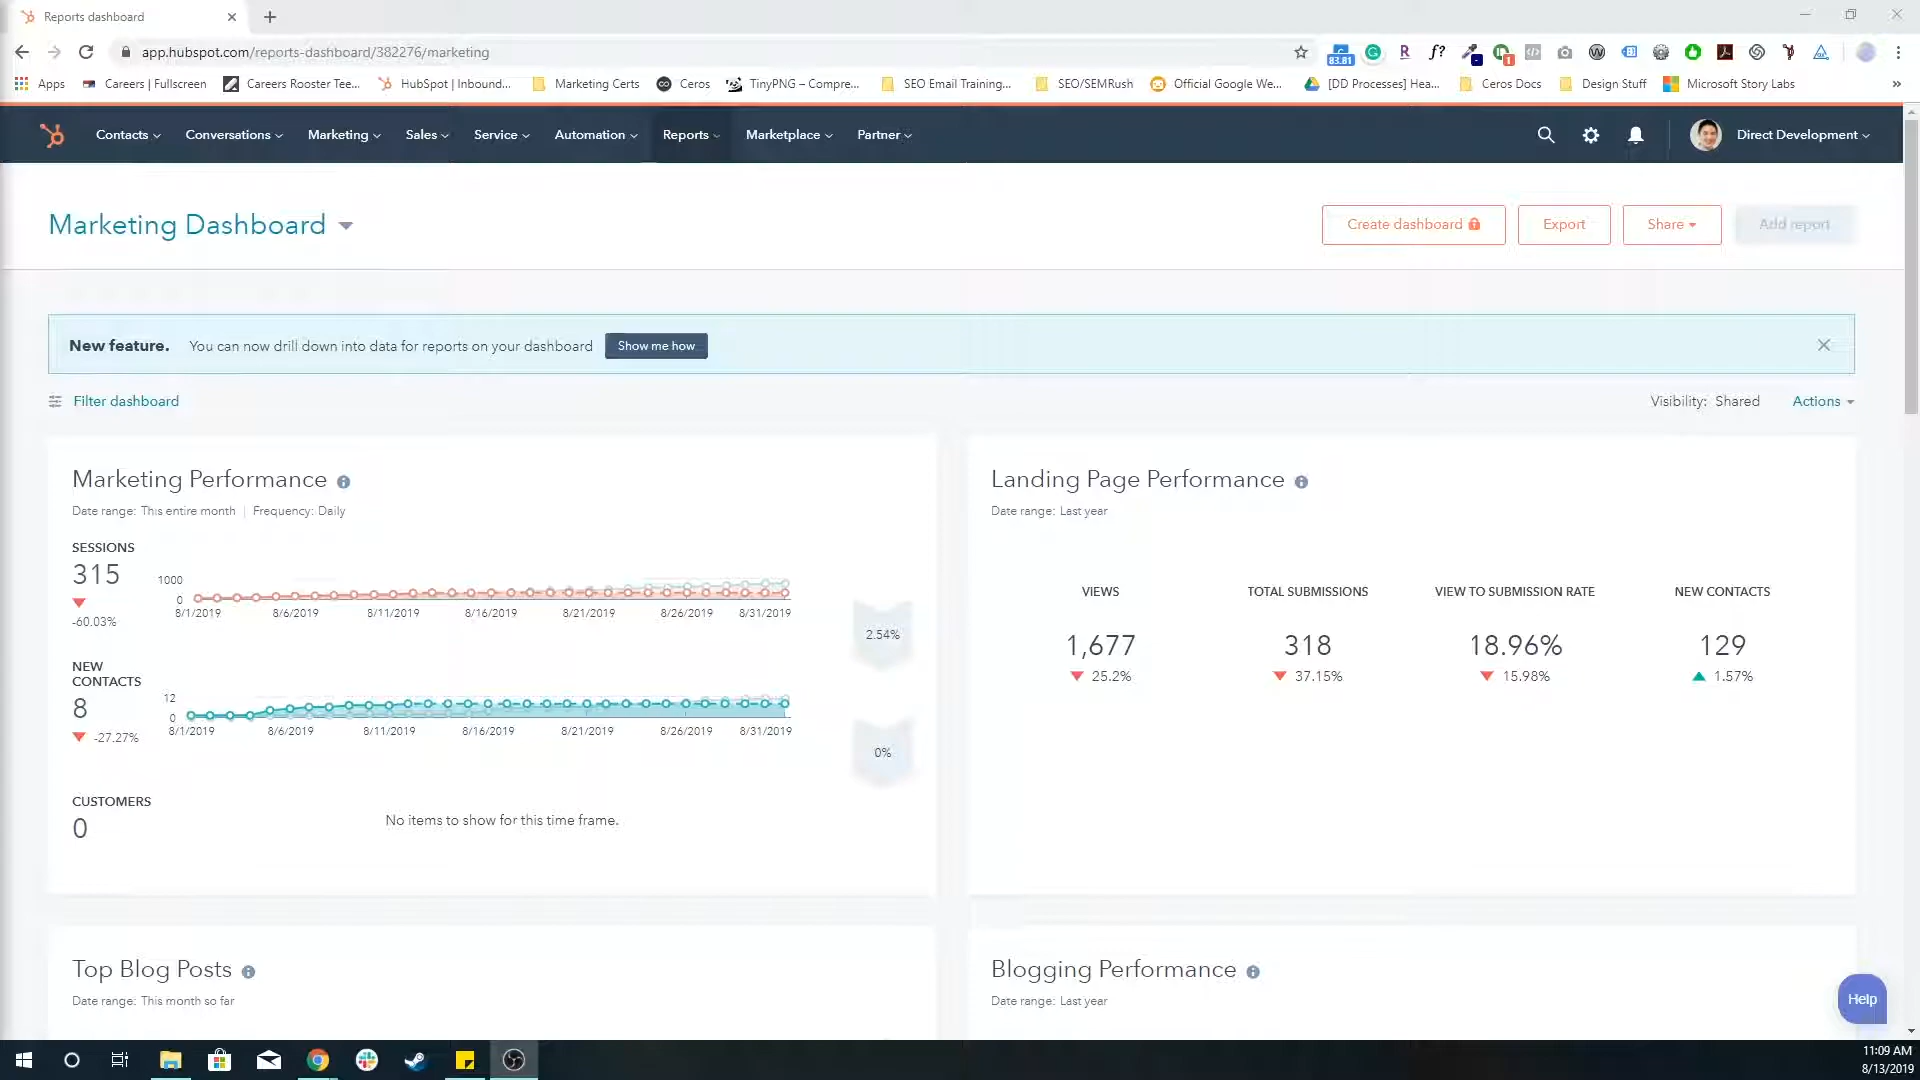 Reports dashboard
app.hubspot.com/reports-dashboard/382276/marketing
83.81
1
Apps
Careers | Fullscreen
Careers Rooster Tee...
HubSpot | Inbound...
Marketing Certs
Ceros
TinyPNG – Compre...
SEO Email Training...
SEO/SEMRush
Official Google We...
[DD Processes] Hea...
Ceros Docs
Design Stuff
Microsoft Story Labs
»
Contacts
Conversations
Marketing
Sales
Service
Automation
Reports
Marketplace
Partner
Direct Development
Marketing Dashboard
Create dashboard
Export
Share
Add report
New feature. You can now drill down into data for reports on your dashboard
Show me how
Filter dashboard
Visibility: Shared
Actions
Marketing Performance
Date range: This entire month | Frequency: Daily
SESSIONS
315
-60.03%
1000
0
8/1/2019 8/6/2019 8/11/2019 8/16/2019 8/21/2019 8/26/2019 8/31/2019
2.54%
NEW
CONTACTS
8
-27.27%
12
0
8/1/2019 8/6/2019 8/11/2019 8/16/2019 8/21/2019 8/26/2019 8/31/2019
0%
CUSTOMERS
0
No items to show for this time frame.
Landing Page Performance
Date range: Last year
VIEWS TOTAL SUBMISSIONS VIEW TO SUBMISSION RATE NEW CONTACTS
1,677 318 18.96% 129
25.2% 37.15% 15.98% 1.57%
Top Blog Posts
Date range: This month so far
Blogging Performance
Date range: Last year
Help
11:09 AM
8/13/2019